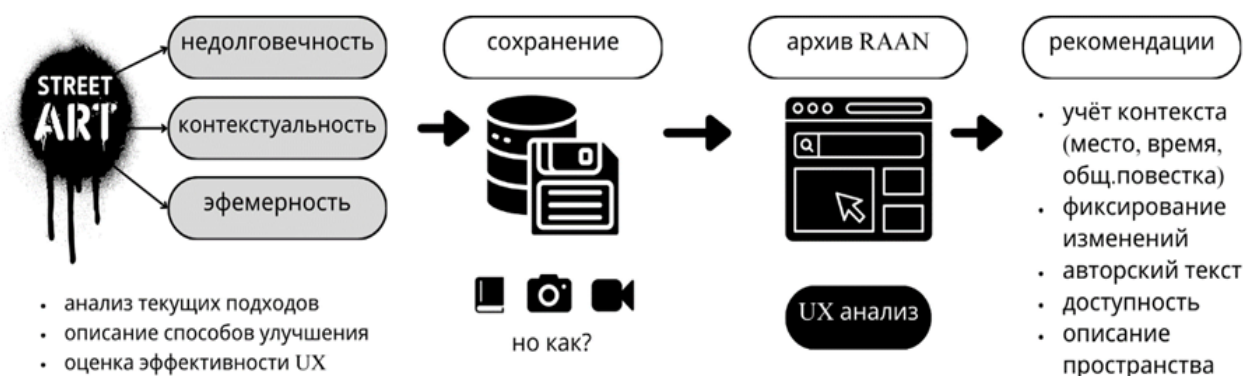 STREET
ART
недолговечность
контекстуальность
эфемерность
• анализ текущих подходов
• описание способов улучшения
• оценка эффективности UX
сохранение
но как?
архив RAAN
UX анализ
рекомендации
• учёт контекста
(место, время,
общ.повестка)
• фиксирование
изменений
• авторский текст
• доступность
• описание
пространства